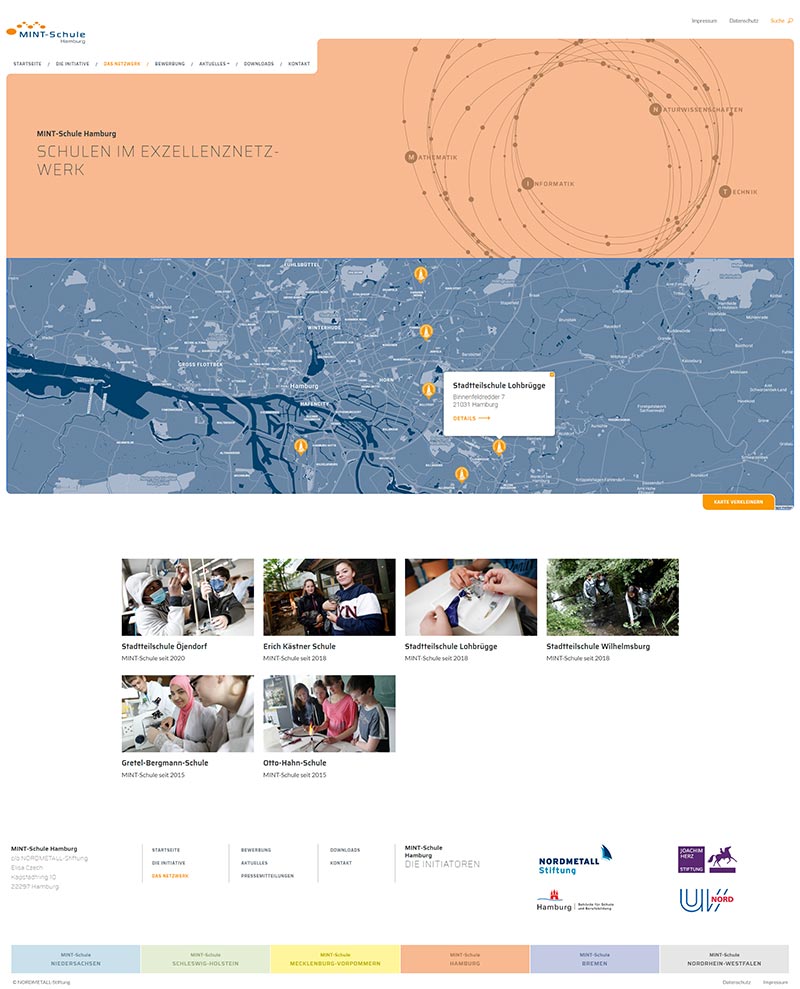 Impressum
Datenschutz
Suche
MINT-Schule
Hamburg
STARTSEITE / DIE INITIATIVE / DAS NETZWERK / BEWERBUNG / AKTUELLES / DOWNLOADS / KONTAKT
MINT-Schule Hamburg
SCHULEN IM EXZELLENZNETZ-
WERK
NATURWISSENSCHAFTEN
MATHEMATIK
INFORMATIK
TECHNIK
FUHLSBÜTTEL
WINTERHUDE
GROSS FLOTTBEK
Hamburg
HORN
HAFENCITY
Stadtteilschule Lohbrügge
Binnenfeldredder 7
21031 Hamburg
DETAILS
KARTE VERKLEINERN
Stadtteilschule Öjendorf
MINT-Schule seit 2020
Erich Kästner Schule
MINT-Schule seit 2018
Stadtteilschule Lohbrügge
MINT-Schule seit 2018
Stadtteilschule Wilhelmsburg
MINT-Schule seit 2018
Gretel-Bergmann-Schule
MINT-Schule seit 2015
Otto-Hahn-Schule
MINT-Schule seit 2015
MINT-Schule Hamburg
c/o NORDMETALL-Stiftung
Elisa Czech
Kapstadtring 10
22297 Hamburg
STARTSEITE
DIE INITIATIVE
DAS NETZWERK
BEWERBUNG
AKTUELLES
PRESSEMITTEILUNGEN
DOWNLOADS
KONTAKT
MINT-Schule
Hamburg
DIE INITIATOREN
NORDMETALL
Stiftung
JOACHIM
HERZ
STIFTUNG
Hamburg
Behörde für Schule
und Berufsbildung
UV NORD
MINT-Schule
NIEDERSACHSEN
MINT-Schule
SCHLESWIG-HOLSTEIN
MINT-Schule
MECKLENBURG-VORPOMMERN
MINT-Schule
HAMBURG
MINT-Schule
BREMEN
MINT-Schule
NORDRHEIN-WESTFALEN
© NORDMETALL-Stiftung
Datenschutz
Impressum